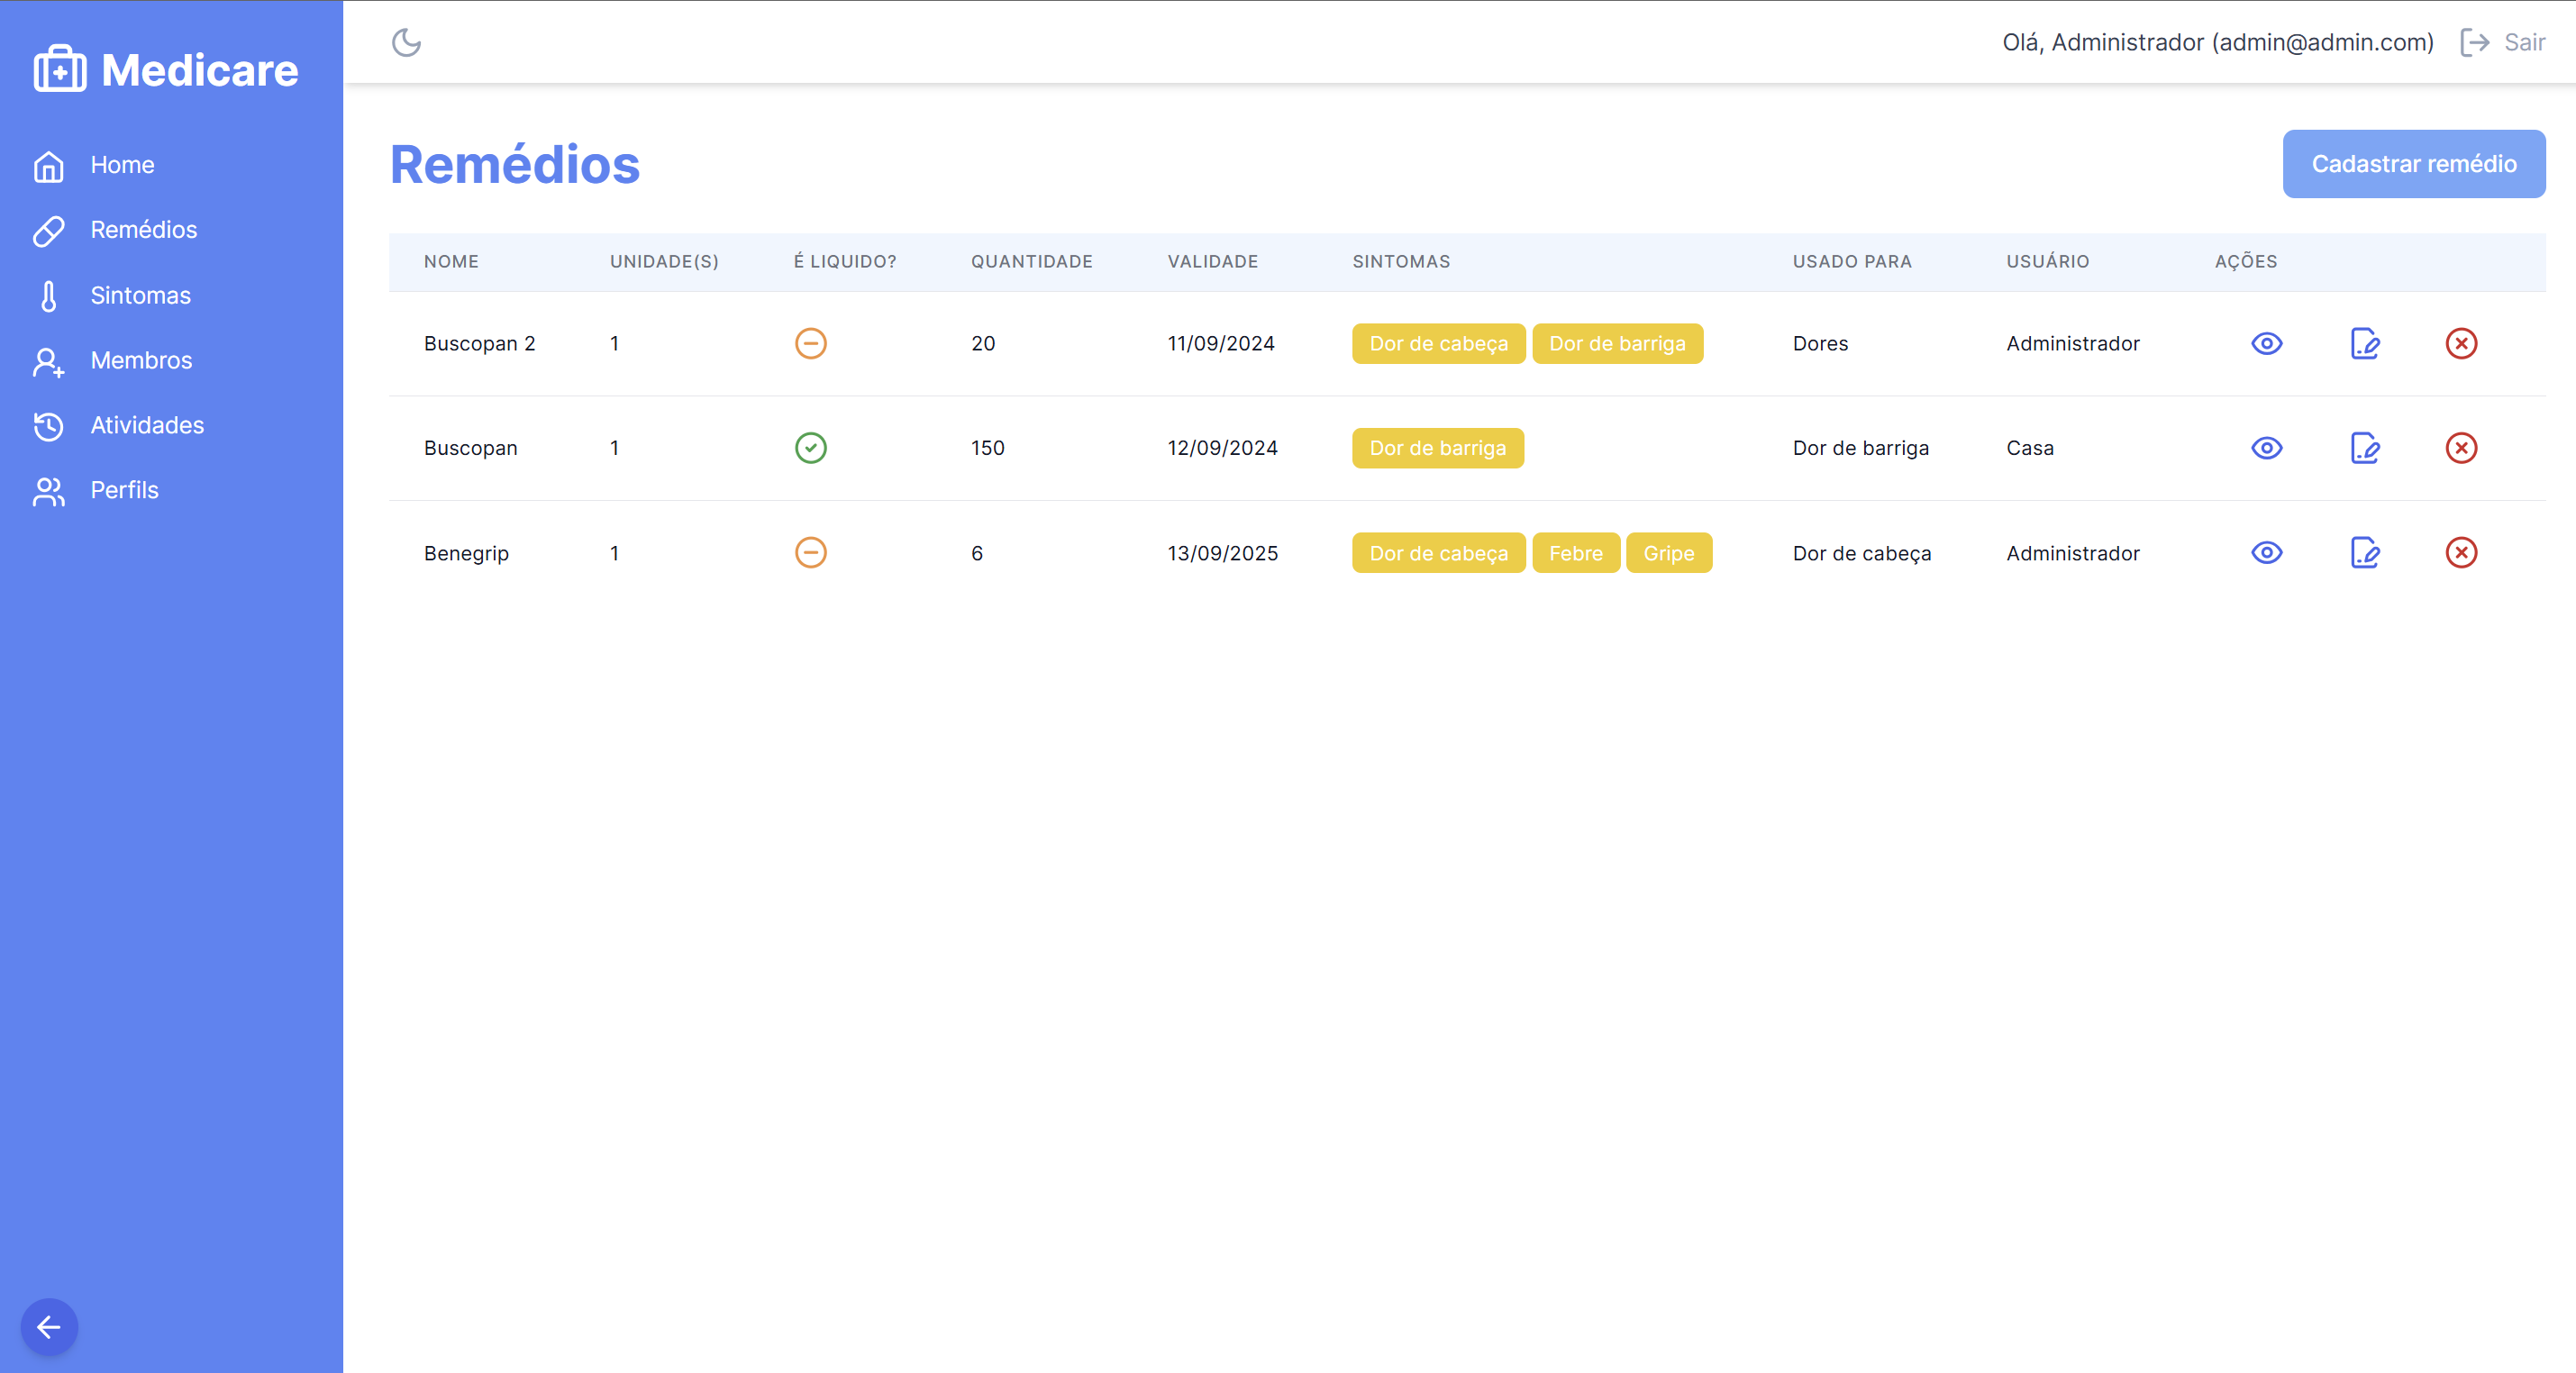 Medicare
Olá, Administrador (admin@admin.com) Sair
Home
Remédios
Sintomas
Membros
Atividades
Perfils
Remédios
Cadastrar remédio
NOME UNIDADE(S) É LIQUIDO? QUANTIDADE VALIDADE SINTOMAS USADO PARA USUÁRIO AÇÕES
Buscopan 2 1 20 11/09/2024 Dor de cabeça Dor de barriga Dores Administrador
Buscopan 1 150 12/09/2024 Dor de barriga Dor de barriga Casa
Benegrip 1 6 13/09/2025 Dor de cabeça Febre Gripe Dor de cabeça Administrador